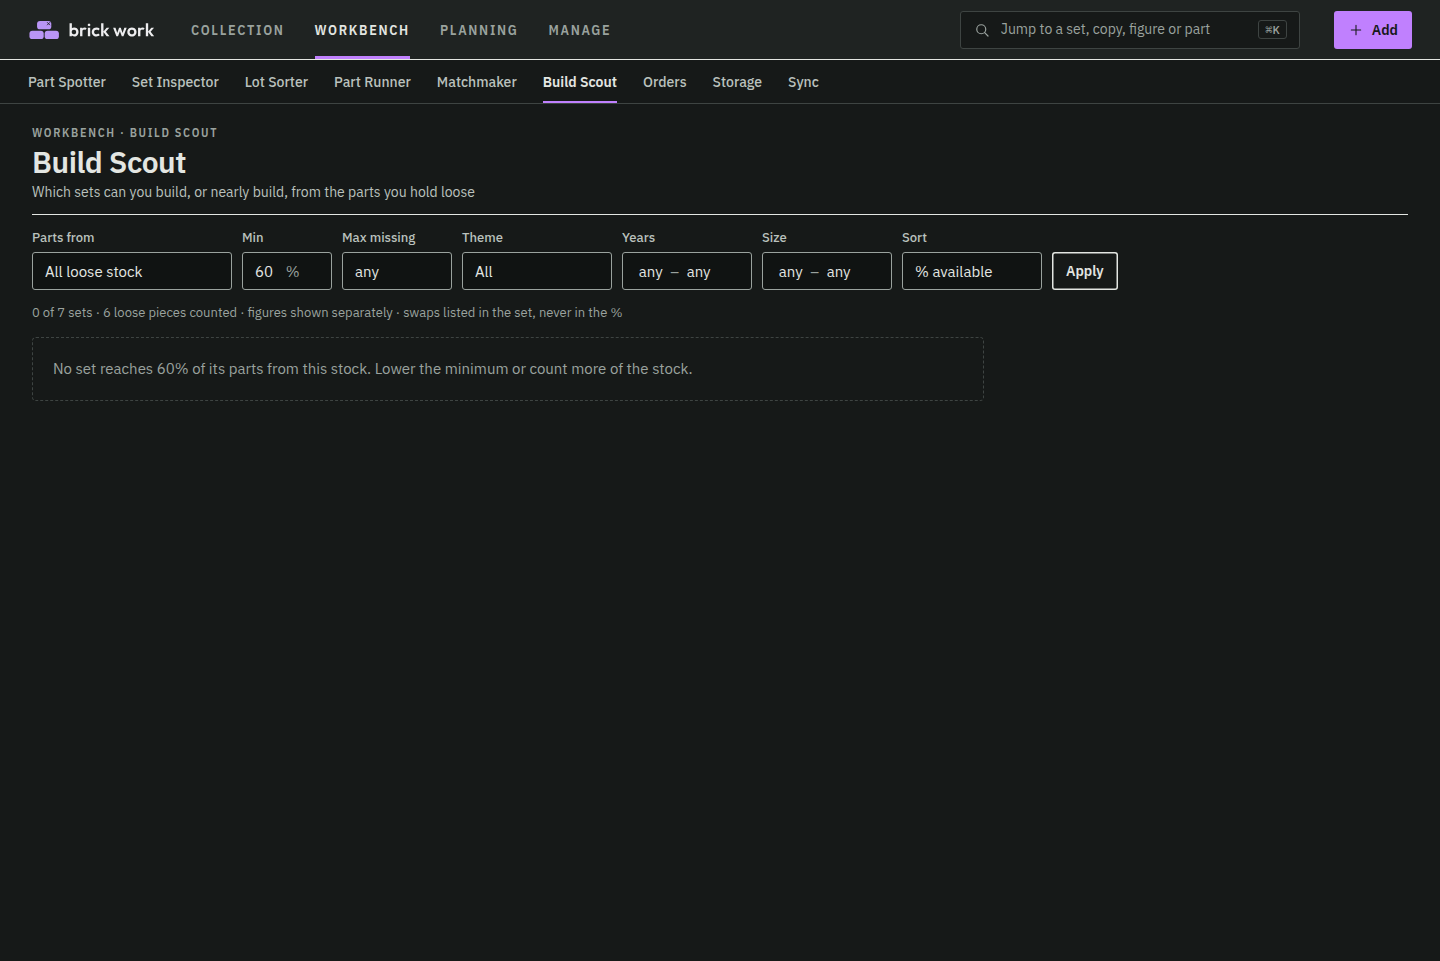 brick work
COLLECTION
WORKBENCH
PLANNING
MANAGE
Jump to a set, copy, figure or part
⌘K
+ Add
Part Spotter
Set Inspector
Lot Sorter
Part Runner
Matchmaker
Build Scout
Orders
Storage
Sync
WORKBENCH · BUILD SCOUT
Build Scout
Which sets can you build, or nearly build, from the parts you hold loose
Parts from
Min
Max missing
Theme
Years
Size
Sort
All loose stock
60 %
any
All
any – any
any – any
% available
Apply
0 of 7 sets · 6 loose pieces counted · figures shown separately · swaps listed in the set, never in the %
No set reaches 60% of its parts from this stock. Lower the minimum or count more of the stock.